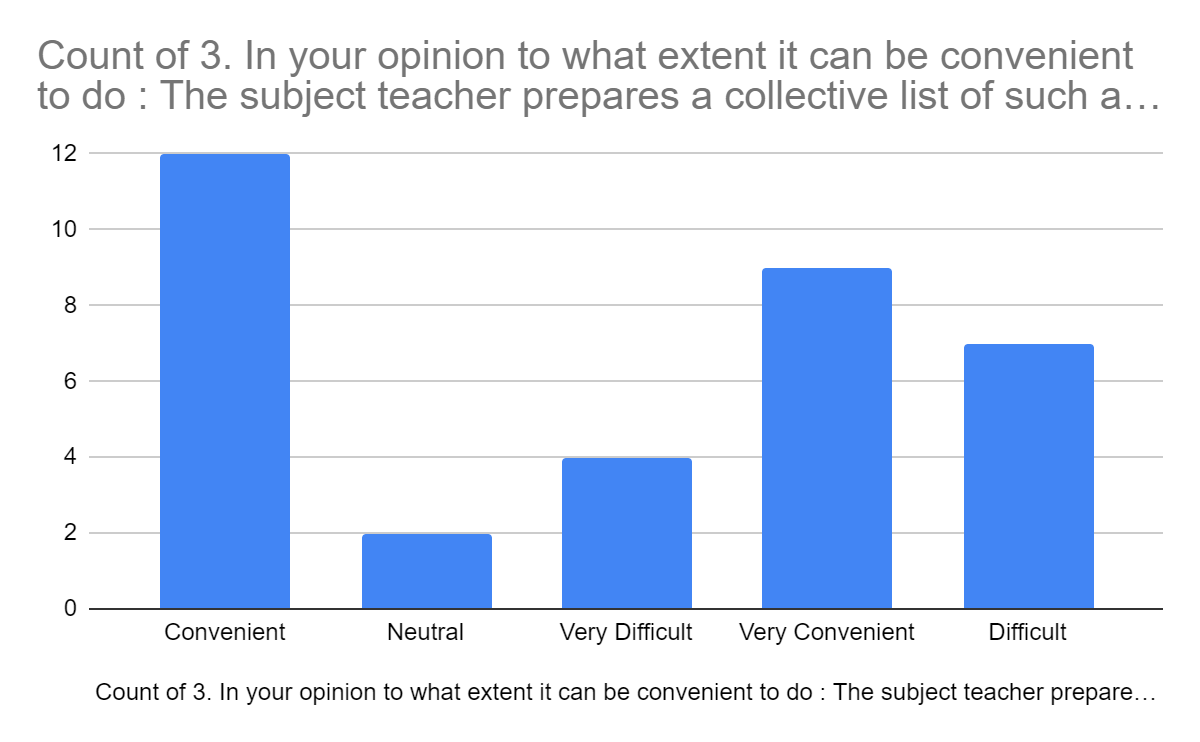 Count of 3. In your opinion to what extent it can be convenient
to do : The subject teacher prepares a collective list of such a…
12
10
8
6
4
2
0
Convenient
Neutral
Very Difficult
Very Convenient
Difficult
Count of 3. In your opinion to what extent it can be convenient to do : The subject teacher prepare…